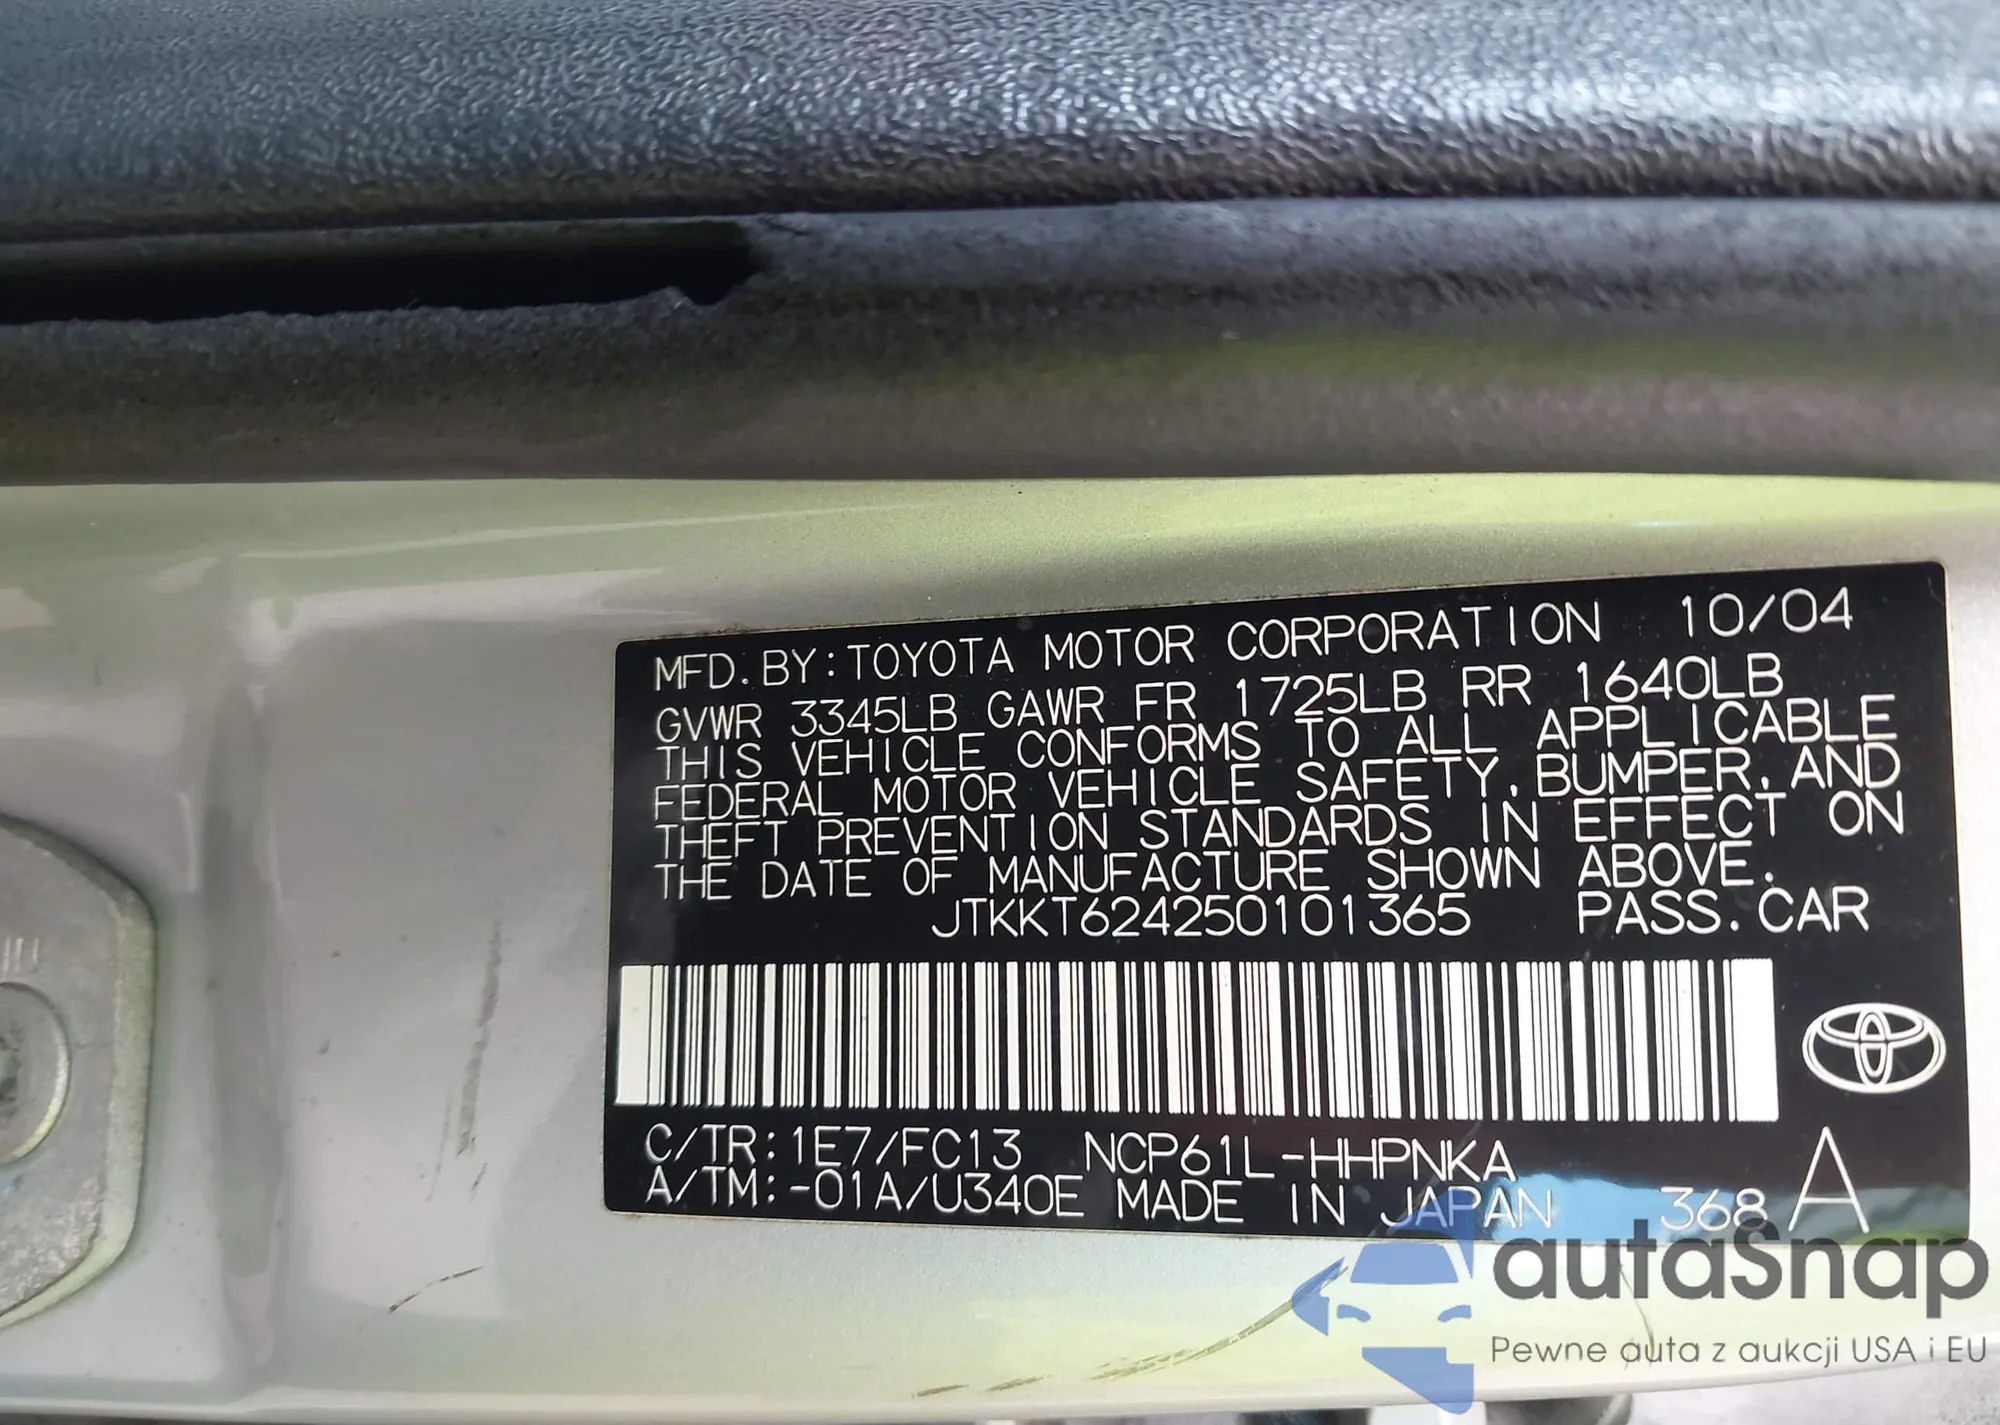 MFD. BY: TOYOTA MOTOR CORPORATION 10/04
GVWR 3345LB GAWR FR 1725LB RR 1640LB
THIS VEHICLE CONFORMS TO ALL APPLICABLE
FEDERAL MOTOR VEHICLE SAFETY, BUMPER, AND
THEFT PREVENTION STANDARDS IN EFFECT ON
THE DATE OF MANUFACTURE SHOWN ABOVE.
JTKKT624250101365 PASS. CAR
C/TR: 1E7/FC13 NCP61L-HHPNKA
A/TM: -01A/U340E MADE IN JAPAN 368 A
autaSnap
Pewne auta z aukcji USA i EU